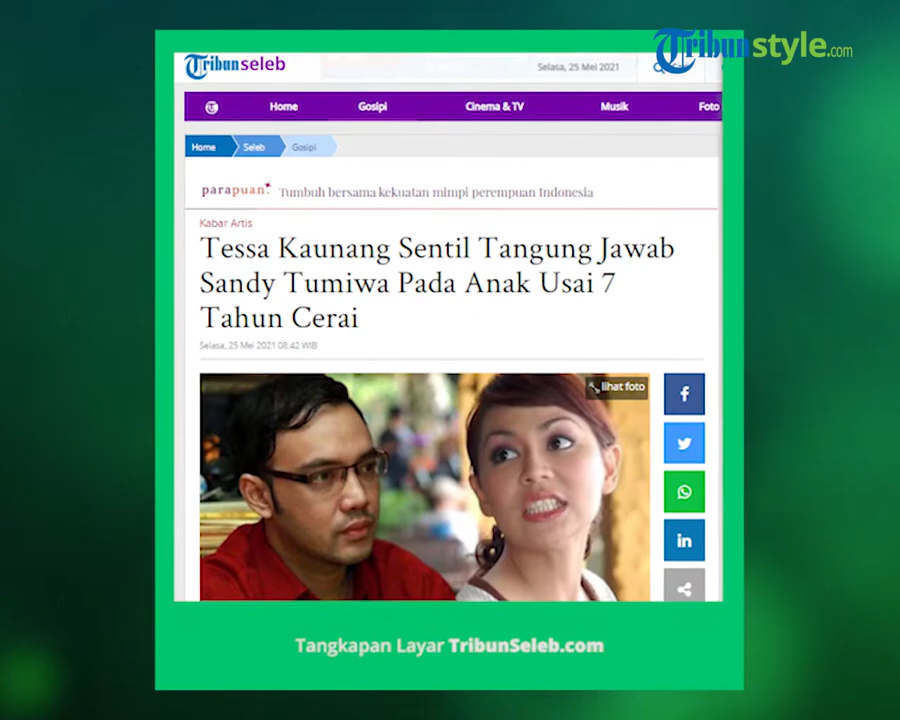 Tribunstyle.com
Tribunseleb
Selasa, 25 Mei 2021
Home Gosipi Cinema & TV Musik Foto
Home Seleb Gosipi
parapuan. Tumbuh bersama kekuatan mimpi perempuan Indonesia
Kabar Artis
Tessa Kaunang Sentil Tangung Jawab
Sandy Tumiwa Pada Anak Usai 7
Tahun Cerai
Selasa, 25 Mei 2021 08:42 WIB
lihat foto
Tangkapan Layar TribunSeleb.com